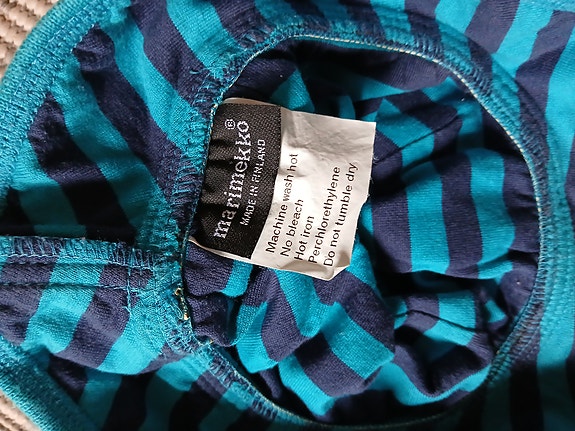 marimekko®
MADE IN FINLAND
Machine wash hot
No bleach
Hot iron
Perchlorethylene
Do not tumble dry